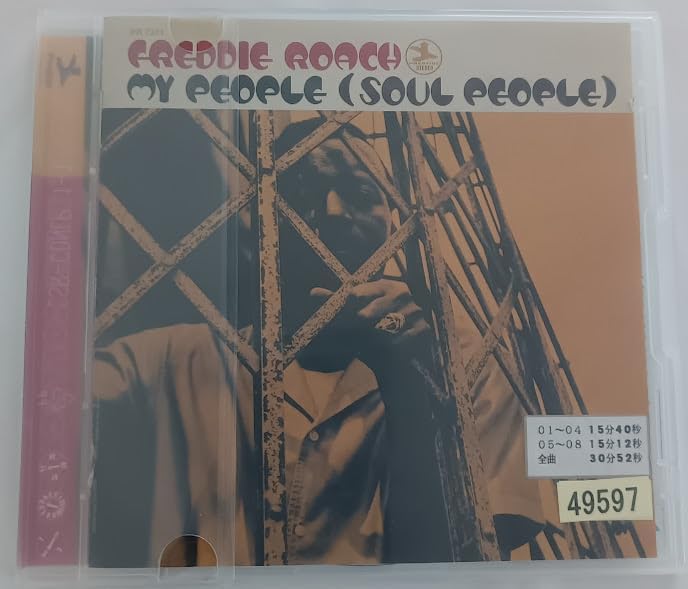 FREDDIE ROACH
STEREO
MY PEOPLE (SOUL PEOPLE)
01〜04 15分40秒
05〜08 15分12秒
全曲 30分52秒
49597